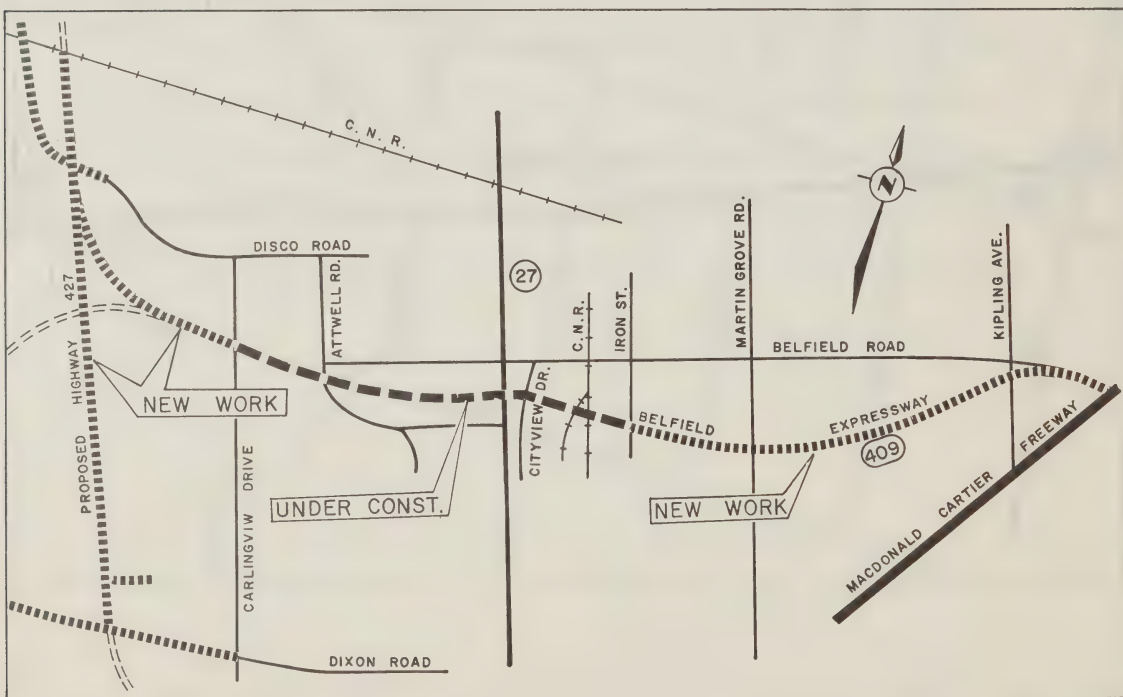 C. N. R.
DISCO ROAD
ATTWELL RD.
27
C.N.R.
IRON ST.
MARTIN GROVE RD.
N
KIPLING AVE.
BELFIELD ROAD
PROPOSED HIGHWAY 427
NEW WORK
CARLINGVIEW DRIVE
UNDER CONST.
CITYVIEW DR.
BELFIELD EXPRESSWAY
409
NEW WORK
MACDONALD CARTIER FREEWAY
DIXON ROAD